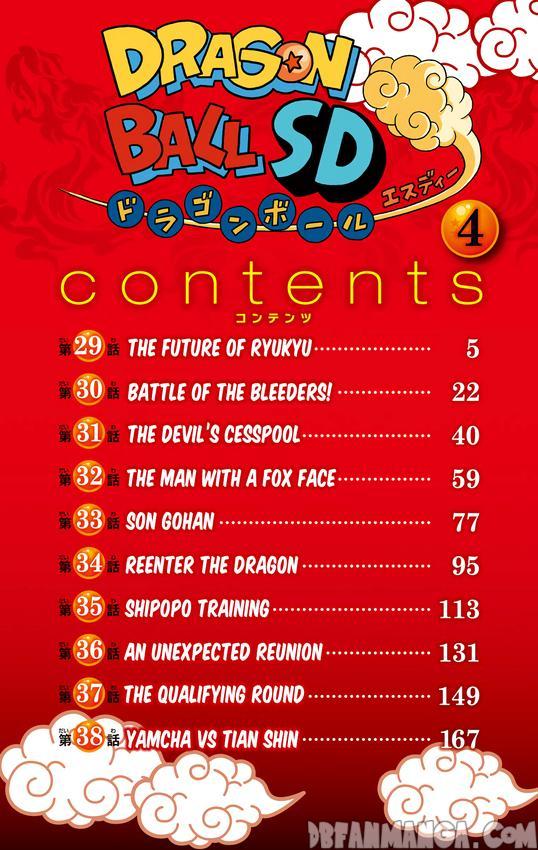 DRAGON
BALL SD
ドラゴンボール エスディー
4
contents
コンテンツ
第29話 THE FUTURE OF RYUKYU 5
第30話 BATTLE OF THE BLEEDERS! 22
第31話 THE DEVIL'S CESSPOOL 40
第32話 THE MAN WITH A FOX FACE 59
第33話 SON GOHAN 77
第34話 REENTER THE DRAGON 95
第35話 SHIPOPO TRAINING 113
第36話 AN UNEXPECTED REUNION 131
第37話 THE QUALIFYING ROUND 149
第38話 YAMCHA VS TIAN SHIN 167
DBFANMANGA.COM